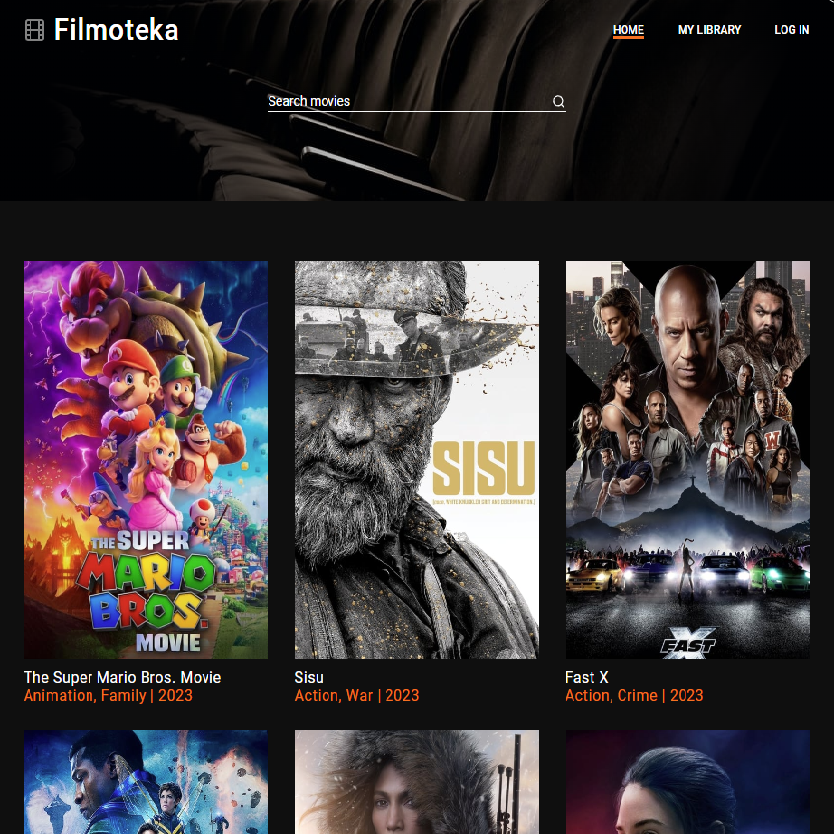 Filmoteka
HOME
MY LIBRARY
LOG IN
Search movies
THE SUPER
MARIO
BROS.
MOVIE
SISU
W
FAST X
The Super Mario Bros. Movie
Animation, Family | 2023
Sisu
Action, War | 2023
Fast X
Action, Crime | 2023